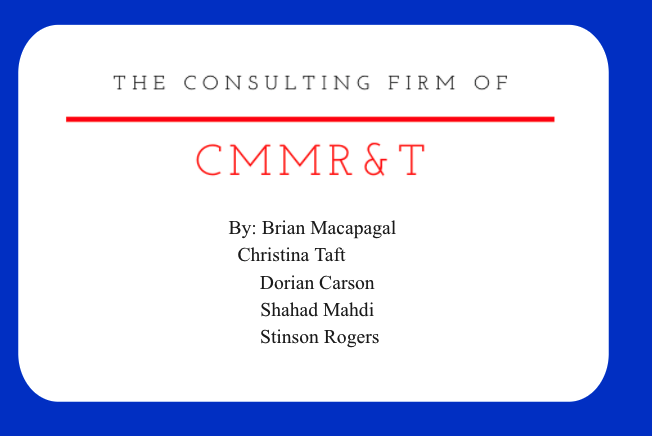 THE CONSULTING FIRM OF
CMMR&T
By: Brian Macapagal
Christina Taft
Dorian Carson
Shahad Mahdi
Stinson Rogers